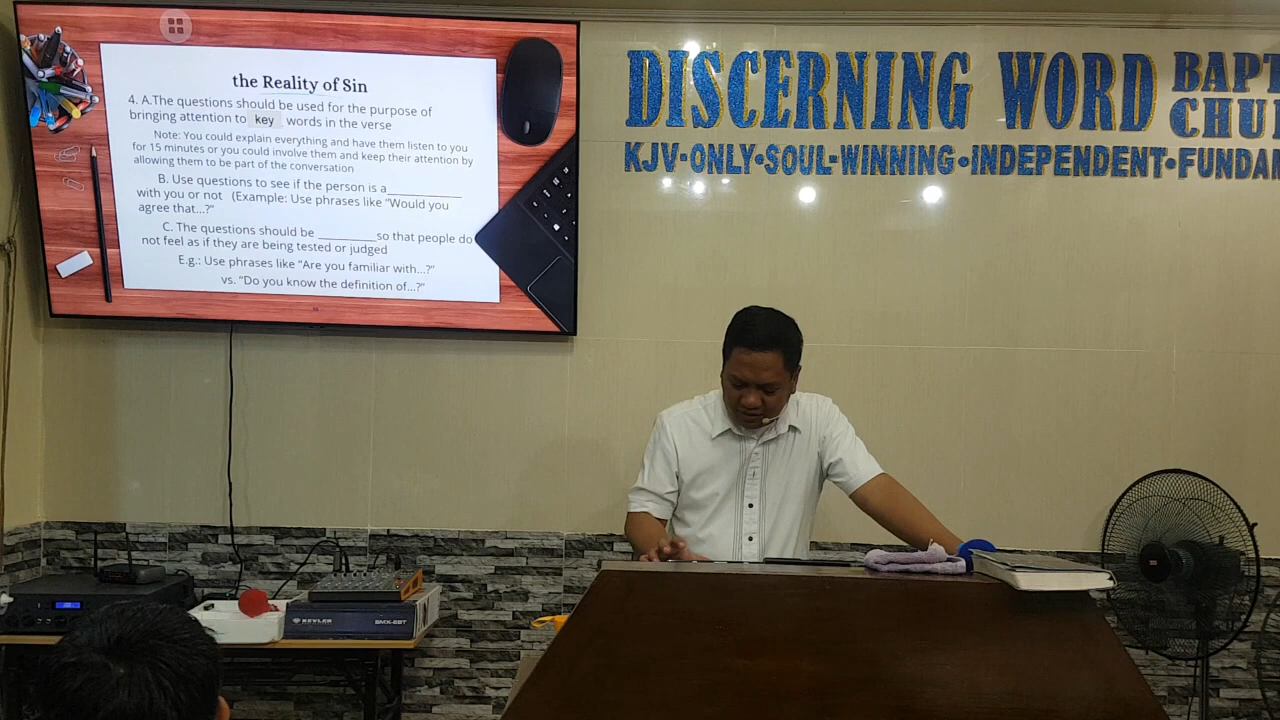 the Reality of Sin
4. A.The questions should be used for the purpose of
bringing attention to key words in the verse
Note: You could explain everything and have them listen to you
for 15 minutes or you could involve them and keep their attention by
allowing them to be part of the conversation
B. Use questions to see if the person is a__________
with you or not (Example: Use phrases like “Would you
agree that...?”
C. The questions should be ________so that people do
not feel as if they are being tested or judged
E.g.: Use phrases like “Are you familiar with...?”
vs. “Do you know the definition of...?”
DISCERNING WORD BAPT
CHU
KJV-ONLY•SOUL-WINNING•INDEPENDENT•FUNDAM
KEVLER
BMX-6BT